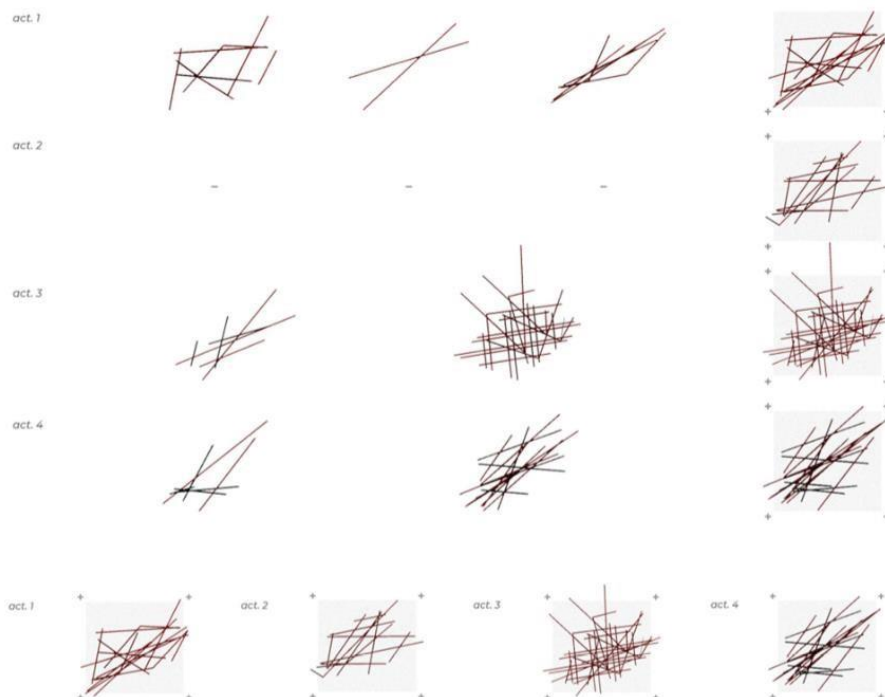 act. 1
act. 2
– – –
act. 3
act. 4
act. 1 act. 2 act. 3 act. 4